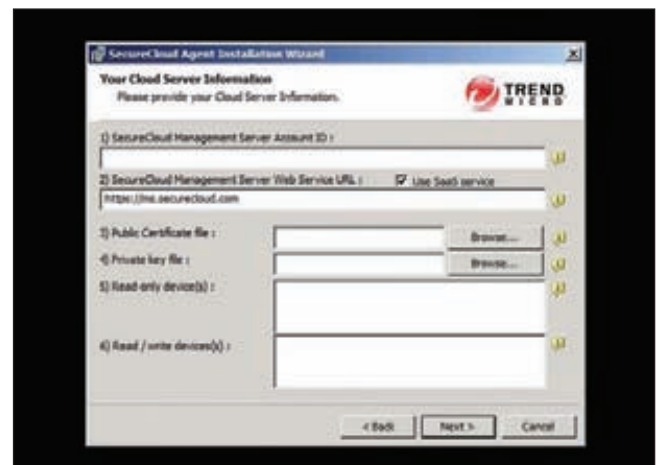 SecureCloud Agent Installation Wizard
Your Cloud Server Information
Please provide your Cloud Server Information.
TREND
MICRO
1) SecureCloud Management Server Account ID :
2) SecureCloud Management Server Web Service URL :
Use SaaS service
https://ms.securecloud.com
3) Public Certificate file :
Browse...
4) Private key file :
Browse...
5) Read-only device(s) :
6) Read / write devices(s) :
< Back
Next >
Cancel